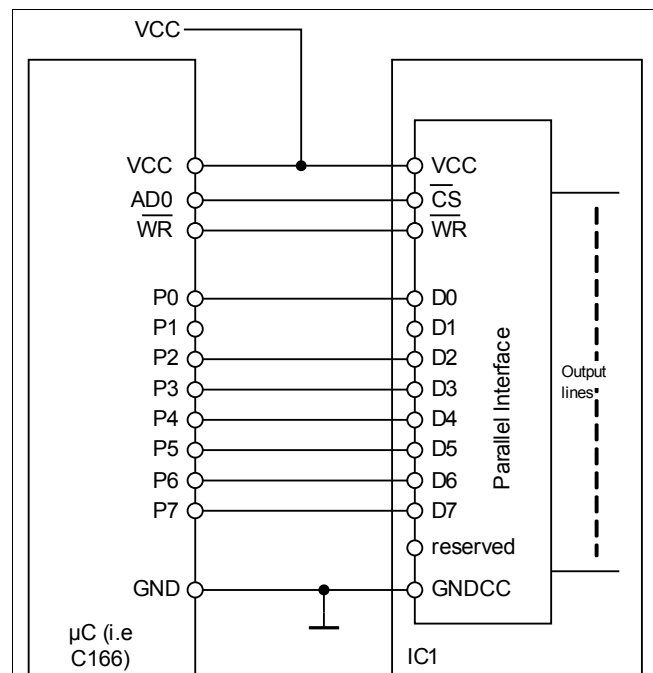 VCC
VCC
VCC
AD0
CS
WR
WR
P0
D0
P1
D1
P2
D2
P3
D3
P4
D4
P5
D5
P6
D6
P7
D7
Parallel Interface
Output
lines
reserved
GND
GNDCC
µC (i.e
C166)
IC1